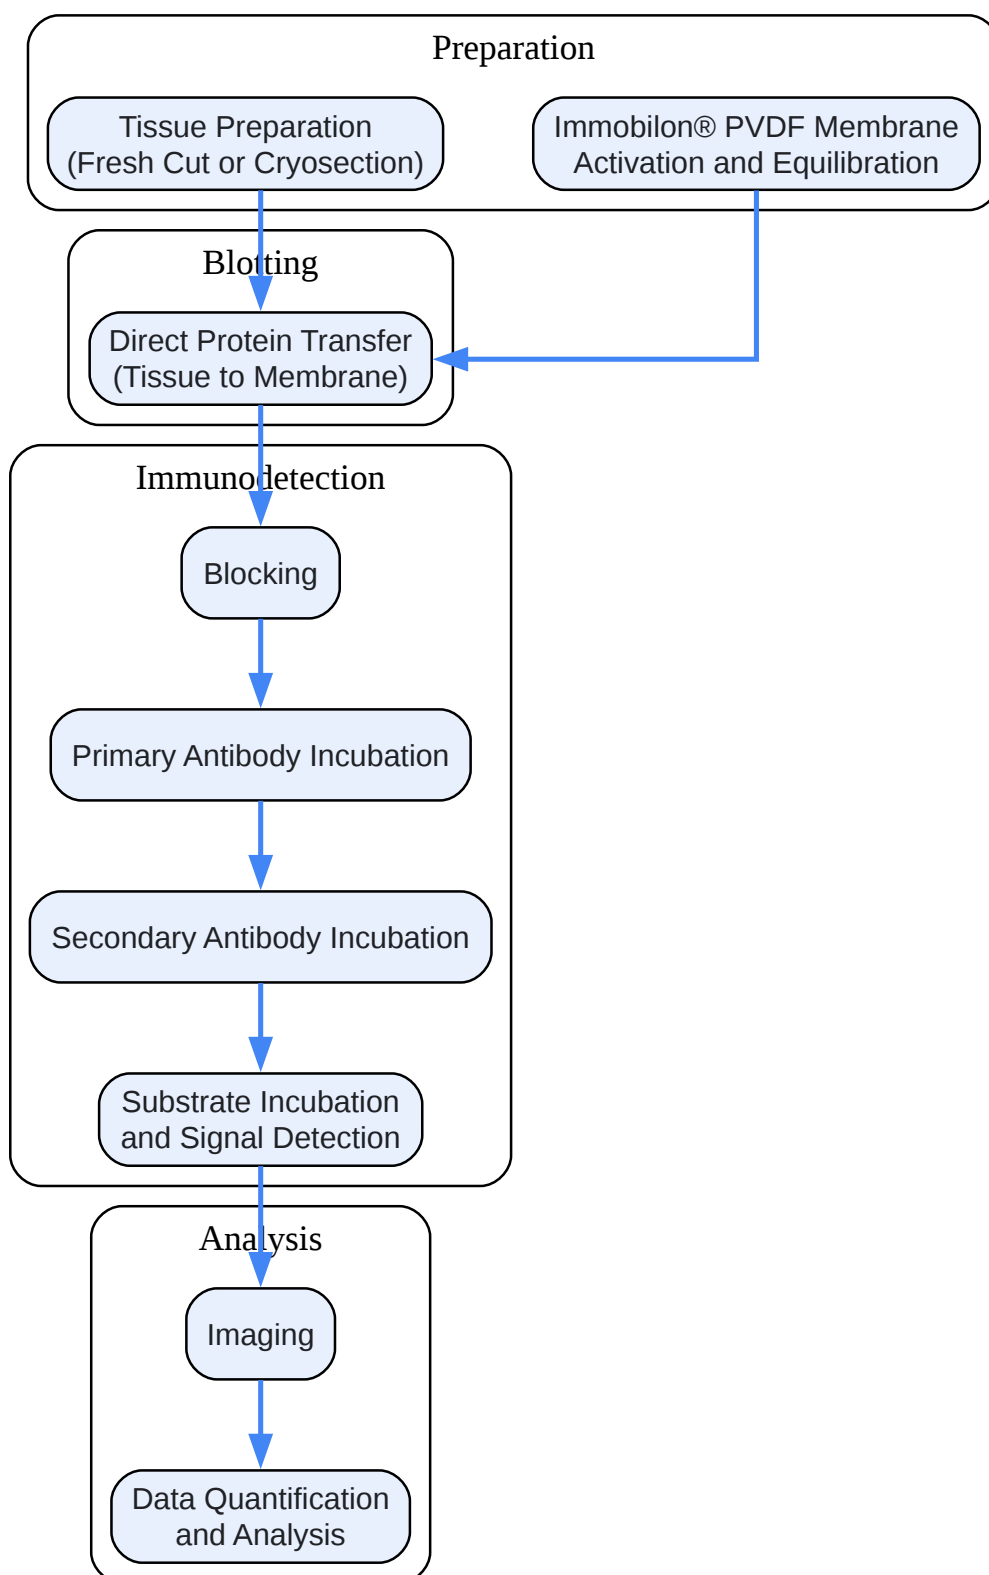 Preparation
Tissue Preparation
(Fresh Cut or Cryosection)
Immobilon® PVDF Membrane
Activation and Equilibration
Blotting
Direct Protein Transfer
(Tissue to Membrane)
Immunodetection
Blocking
Primary Antibody Incubation
Secondary Antibody Incubation
Substrate Incubation
and Signal Detection
Analysis
Imaging
Data Quantification
and Analysis